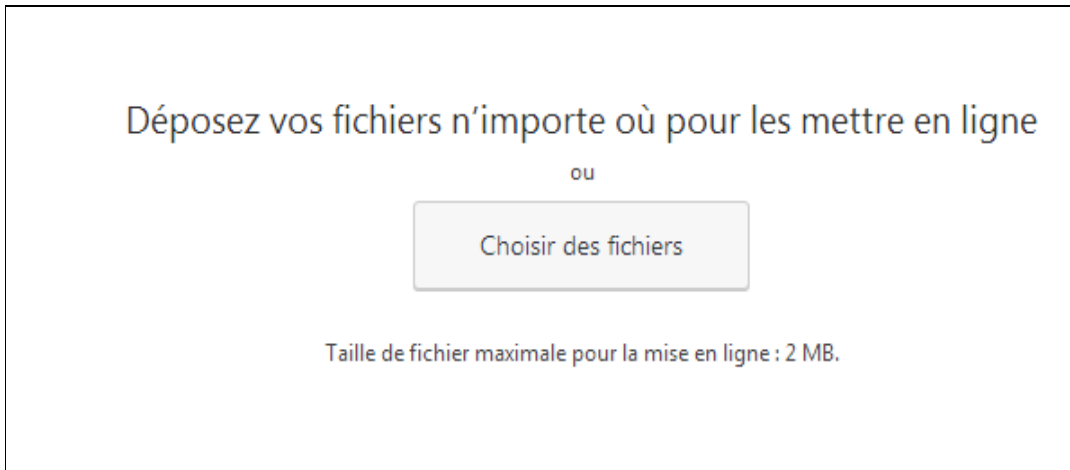 Déposez vos fichiers n’importe où pour les mettre en ligne
ou
Choisir des fichiers
Taille de fichier maximale pour la mise en ligne : 2 MB.